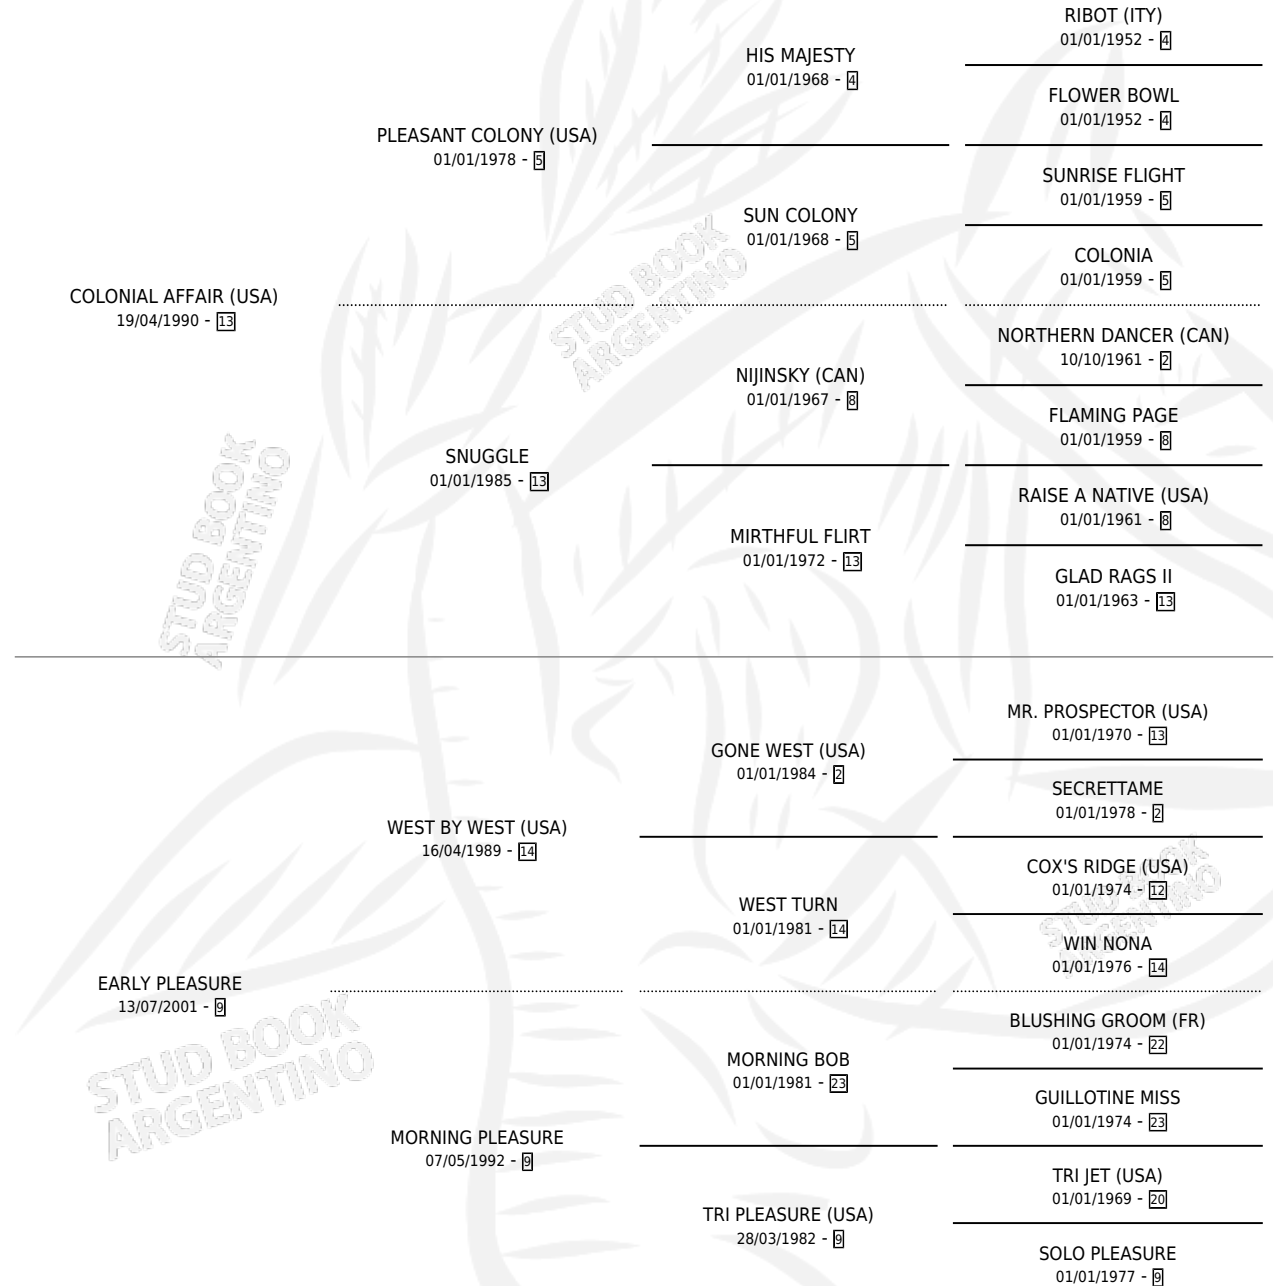 RIBOT (ITY)
01/01/1952 - 4
HIS MAJESTY
01/01/1968 - 4
FLOWER BOWL
01/01/1952 - 4
PLEASANT COLONY (USA)
01/01/1978 - 5
SUNRISE FLIGHT
01/01/1959 - 5
SUN COLONY
01/01/1968 - 5
COLONIA
01/01/1959 - 5
COLONIAL AFFAIR (USA)
19/04/1990 - 13
STUD BOOK
ARGENTINO
NORTHERN DANCER (CAN)
10/10/1961 - 2
NIJINSKY (CAN)
01/01/1967 - 8
FLAMING PAGE
01/01/1959 - 8
SNUGGLE
01/01/1985 - 13
RAISE A NATIVE (USA)
01/01/1961 - 8
MIRTHFUL FLIRT
01/01/1972 - 13
GLAD RAGS II
01/01/1963 - 13
STUD BOOK
ARGENTINO
MR. PROSPECTOR (USA)
01/01/1970 - 13
GONE WEST (USA)
01/01/1984 - 2
SECRETTAME
01/01/1978 - 2
WEST BY WEST (USA)
16/04/1989 - 14
COX'S RIDGE (USA)
01/01/1974 - 12
STUD BOOK
ARGENTINO
WEST TURN
01/01/1981 - 14
WIN NONA
01/01/1976 - 14
EARLY PLEASURE
13/07/2001 - 9
BLUSHING GROOM (FR)
01/01/1974 - 22
STUD BOOK
ARGENTINO
MORNING BOB
01/01/1981 - 23
GUILLOTINE MISS
01/01/1974 - 23
MORNING PLEASURE
07/05/1992 - 9
TRI JET (USA)
01/01/1969 - 20
TRI PLEASURE (USA)
28/03/1982 - 9
SOLO PLEASURE
01/01/1977 - 9